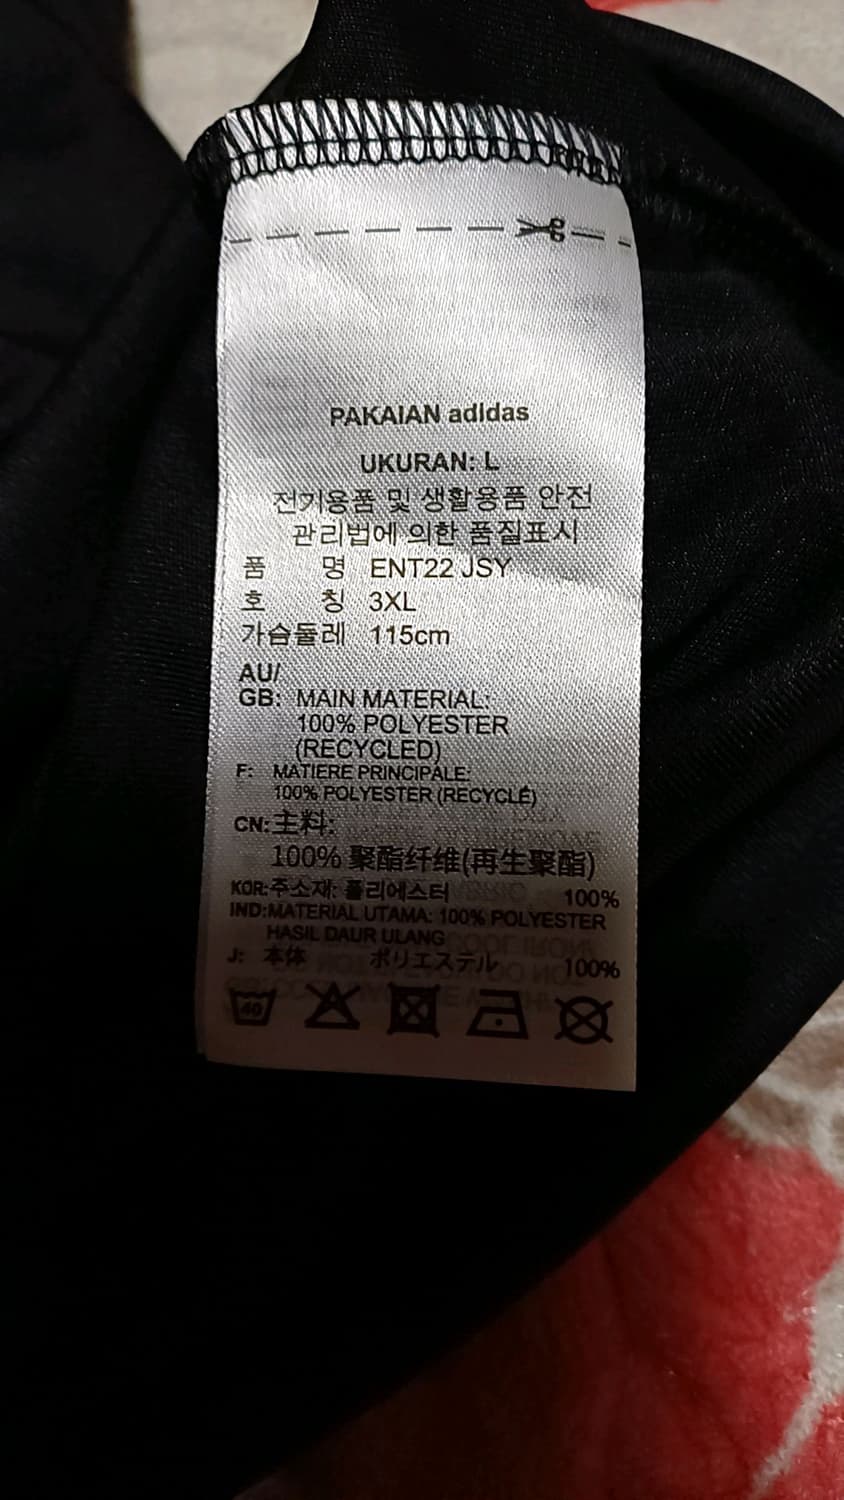 PAKAIAN adidas
UKURAN: L
전기용품 및 생활용품 안전
관리법에 의한 품질표시
품 명 ENT22 JSY
호 칭 3XL
가슴둘레 115cm
AU/
GB: MAIN MATERIAL:
100% POLYESTER
(RECYCLED)
F: MATIERE PRINCIPALE:
100% POLYESTER (RECYCLÉ)
CN: 主料:
100% 聚酯纤维(再生聚酯)
KOR: 주소재: 폴리에스터 100%
IND: MATERIAL UTAMA: 100% POLYESTER
HASIL DAUR ULANG
J: 本体 ポリエステル 100%
40